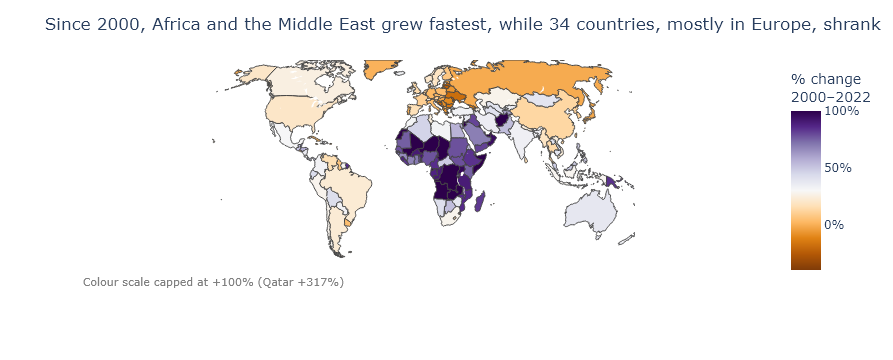 Since 2000, Africa and the Middle East grew fastest, while 34 countries, mostly in Europe, shrank
% change
2000–2022
100%
50%
0%
Colour scale capped at +100% (Qatar +317%)